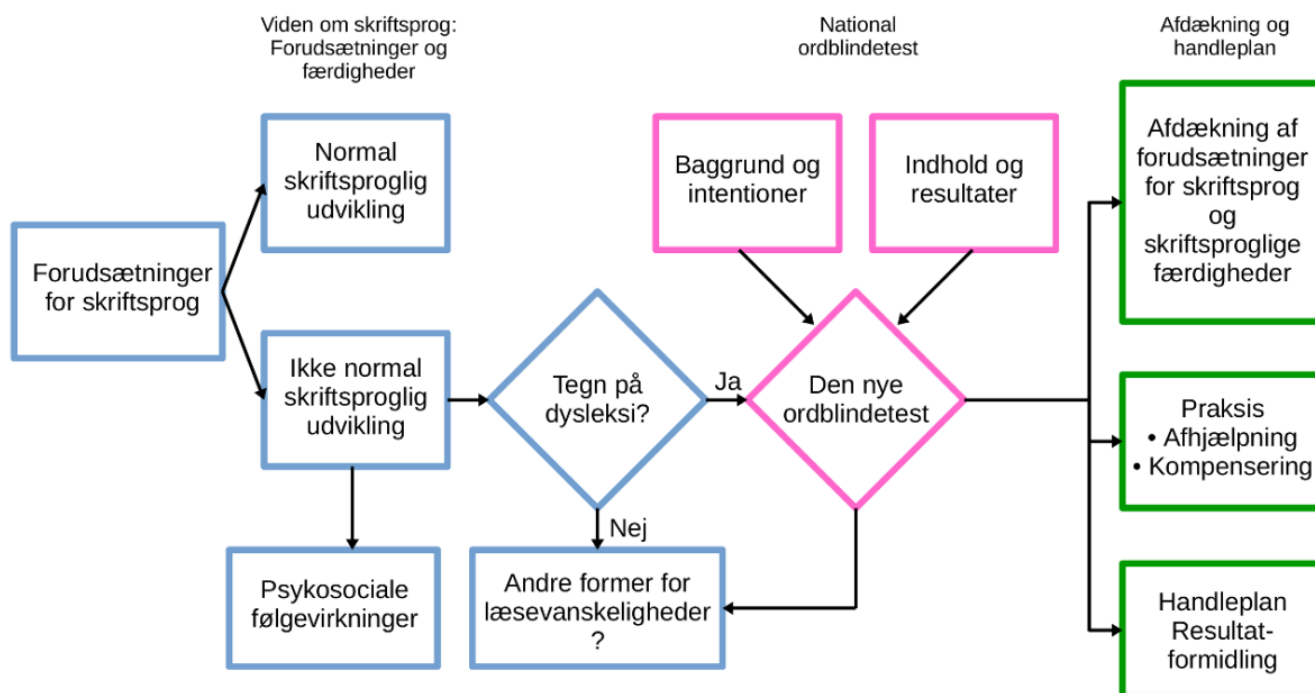 Viden om skriftsprog:
Forudsætninger og
færdigheder
National
ordblindetest
Afdækning og
handleplan
Forudsætninger
for skriftsprog
Normal
skriftsproglig
udvikling
Ikke normal
skriftsproglig
udvikling
Psykosociale
følgevirkninger
Tegn på
dysleksi?
Ja
Nej
Andre former for
læsevanskeligheder
?
Baggrund og
intentioner
Indhold og
resultater
Den nye
ordblindetest
Afdækning af
forudsætninger
for skriftsprog
og
skriftsproglige
færdigheder
Praksis
• Afhjælpning
• Kompensering
Handleplan
Resultat-
formidling